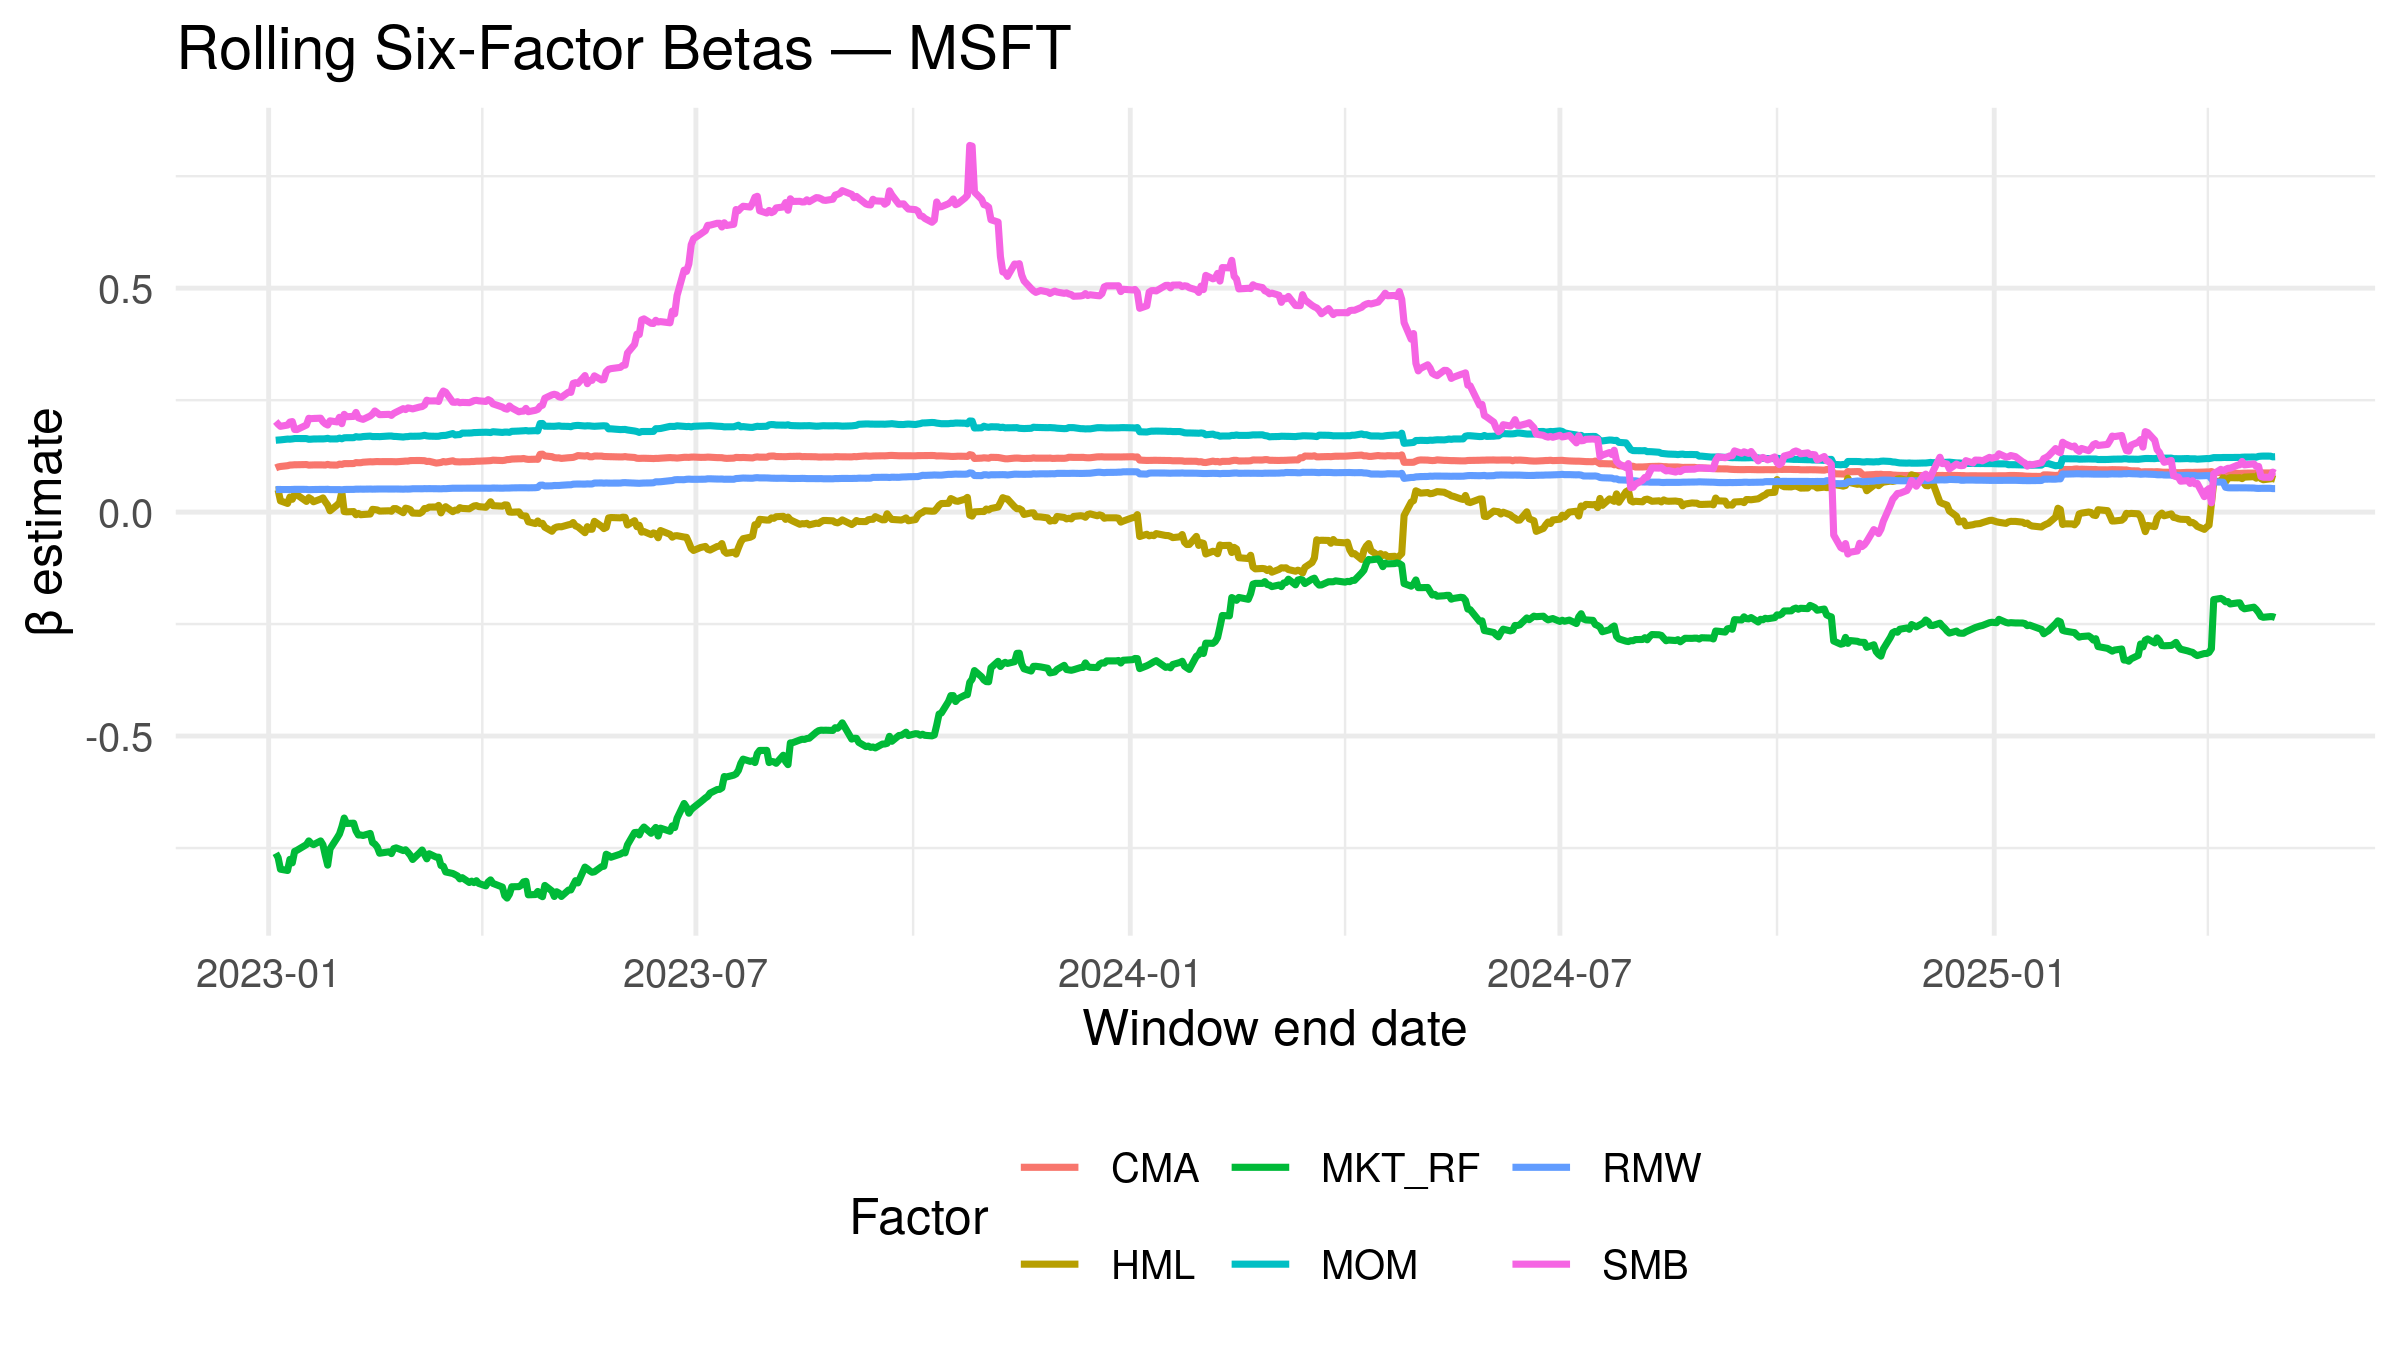 Rolling Six-Factor Betas — MSFT
β estimate
0.5
0.0
-0.5
2023-01 2023-07 2024-01 2024-07 2025-01
Window end date
Factor
CMA MKT_RF RMW
HML MOM SMB